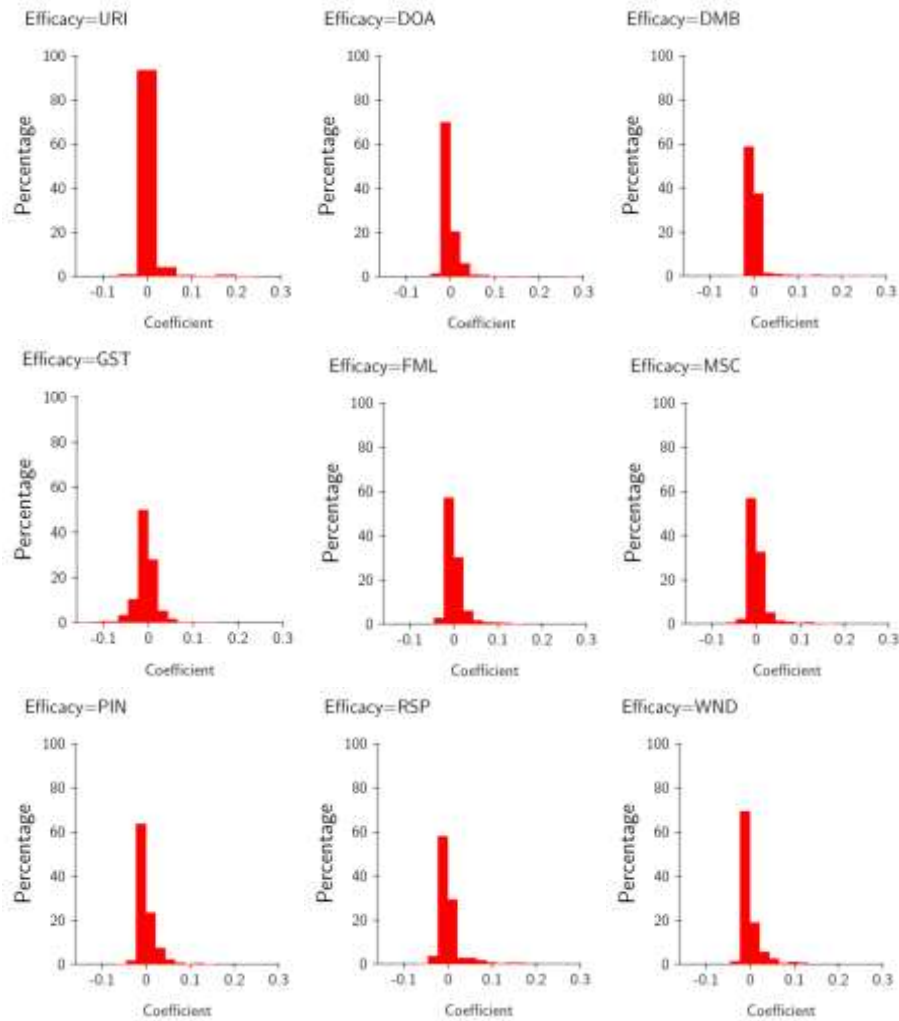 Efficacy=URI
Efficacy=DOA
Efficacy=DMB
100
80
60
40
20
0
Percentage
-0.1 0 0.1 0.2 0.3
Coefficient
100
80
60
40
20
0
Percentage
-0.1 0 0.1 0.2 0.3
Coefficient
100
80
60
40
20
0
Percentage
-0.1 0 0.1 0.2 0.3
Coefficient
Efficacy=GST
Efficacy=FML
Efficacy=MSC
100
80
60
40
20
0
Percentage
-0.1 0 0.1 0.2 0.3
Coefficient
100
80
60
40
20
0
Percentage
-0.1 0 0.1 0.2 0.3
Coefficient
100
80
60
40
20
0
Percentage
-0.1 0 0.1 0.2 0.3
Coefficient
Efficacy=PIN
Efficacy=RSP
Efficacy=WND
100
80
60
40
20
0
Percentage
-0.1 0 0.1 0.2 0.3
Coefficient
100
80
60
40
20
0
Percentage
-0.1 0 0.1 0.2 0.3
Coefficient
100
80
60
40
20
0
Percentage
-0.1 0 0.1 0.2 0.3
Coefficient